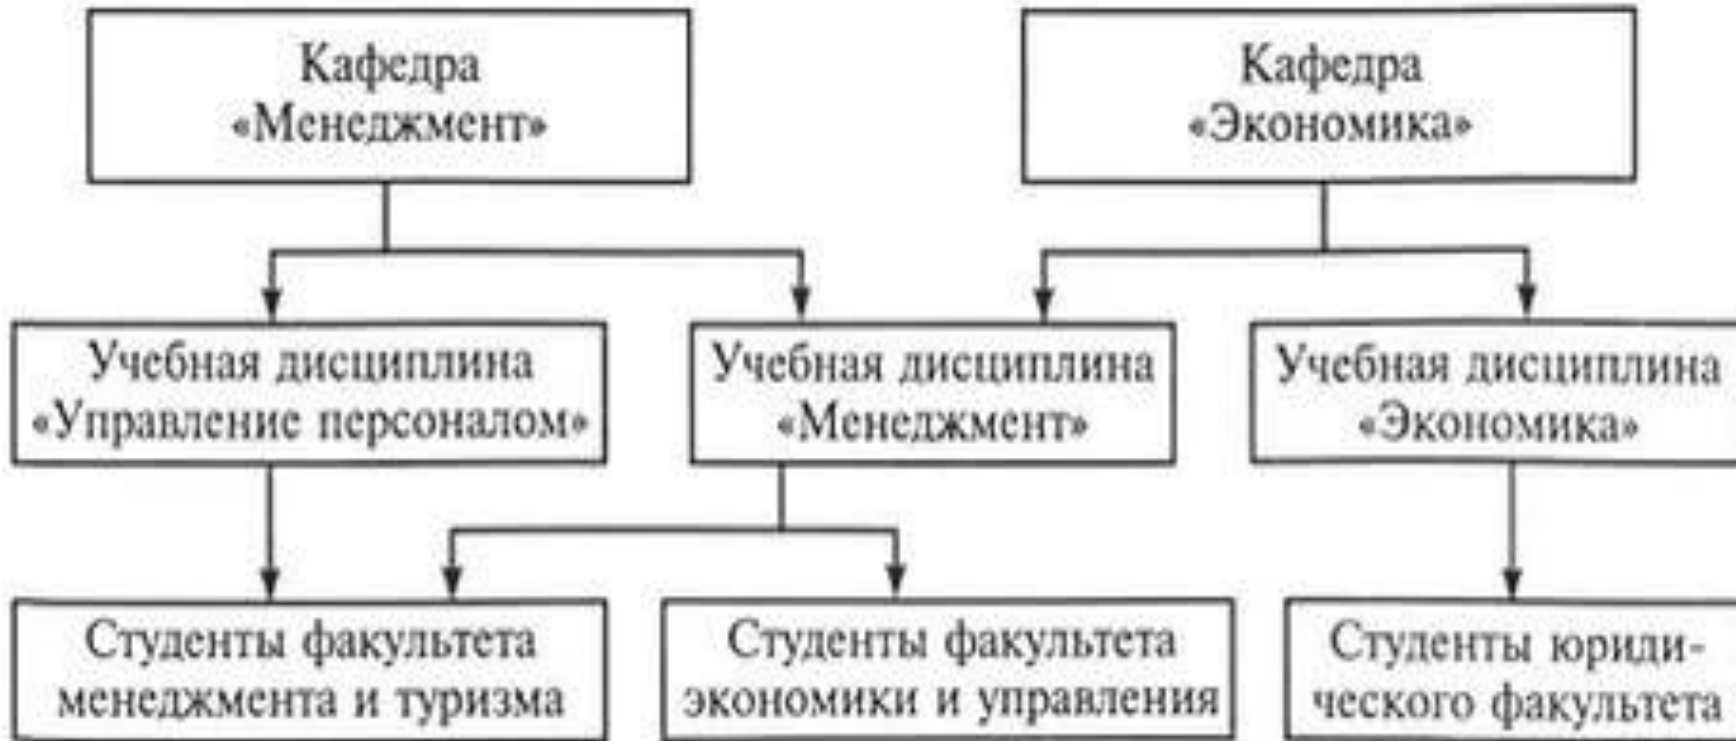 Кафедра
«Менеджмент»
Кафедра
«Экономика»
Учебная дисциплина
«Управление персоналом»
Учебная дисциплина
«Менеджмент»
Учебная дисциплина
«Экономика»
Студенты факультета
менеджмента и туризма
Студенты факультета
экономики и управления
Студенты юриди-
ческого факультета